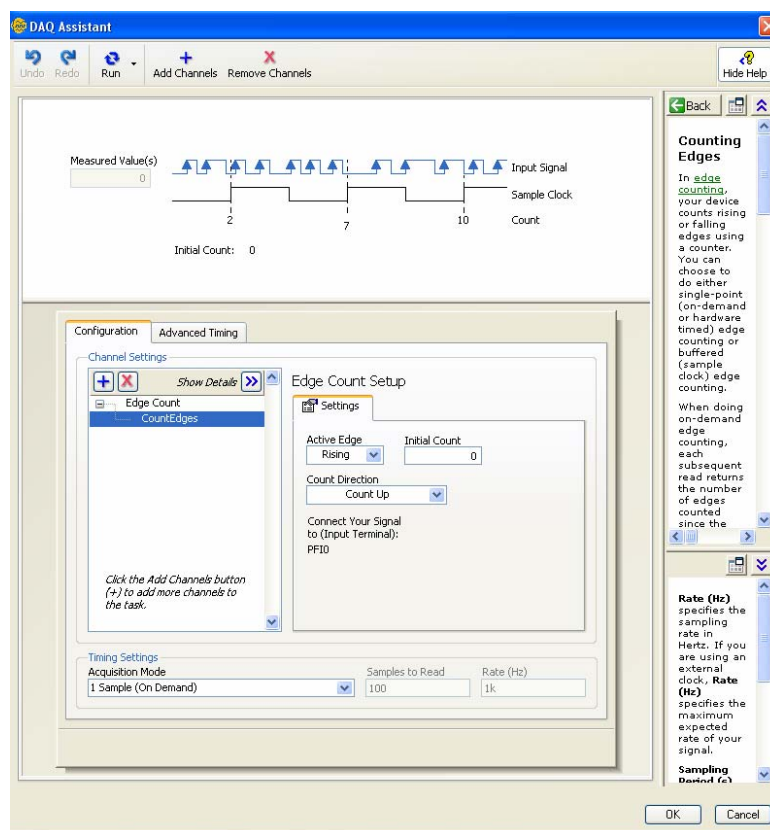 DAQ Assistant
Undo Redo Run Add Channels Remove Channels Hide Help
Measured Value(s)
0
Input Signal
Sample Clock
2 7 10 Count
Initial Count: 0
Configuration Advanced Timing
Channel Settings
Show Details
Edge Count
CountEdges
Click the Add Channels button
(+) to add more channels to
the task.
Edge Count Setup
Settings
Active Edge Initial Count
Rising 0
Count Direction
Count Up
Connect Your Signal
to (Input Terminal):
PFI0
Timing Settings
Acquisition Mode Samples to Read Rate (Hz)
1 Sample (On Demand) 100 1k
Back
Counting
Edges
In edge
counting,
your device
counts rising
or falling
edges using
a counter.
You can
choose to
do either
single-point
(on-demand
or hardware
timed) edge
counting or
buffered
(sample
clock) edge
counting.
When doing
on-demand
edge
counting,
each
subsequent
read returns
the number
of edges
counted
since the
Rate (Hz)
specifies the
sampling
rate in
Hertz. If you
are using an
external
clock, Rate
(Hz)
specifies the
maximum
expected
rate of your
signal.
Sampling
Period (s)
OK Cancel